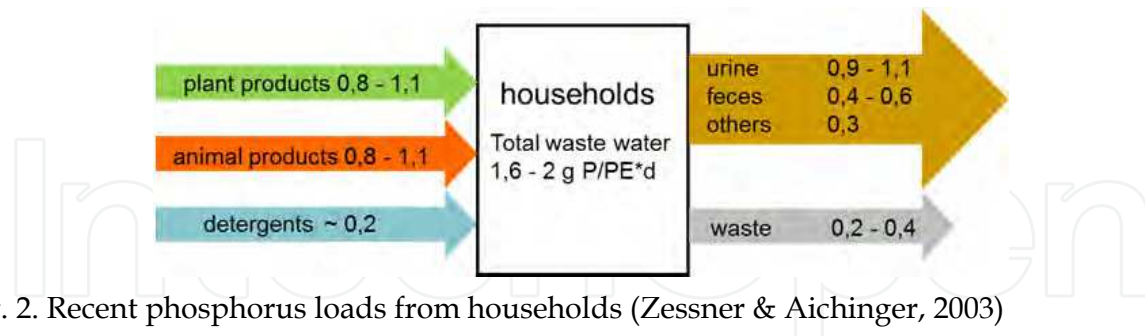 plant products 0,8 - 1,1
animal products 0,8 - 1,1
detergents ~ 0,2
households
Total waste water
1,6 - 2 g P/PE*d
urine 0,9 - 1,1
feces 0,4 - 0,6
others 0,3
waste 0,2 - 0,4
. 2. Recent phosphorus loads from households (Zessner & Aichinger, 2003)